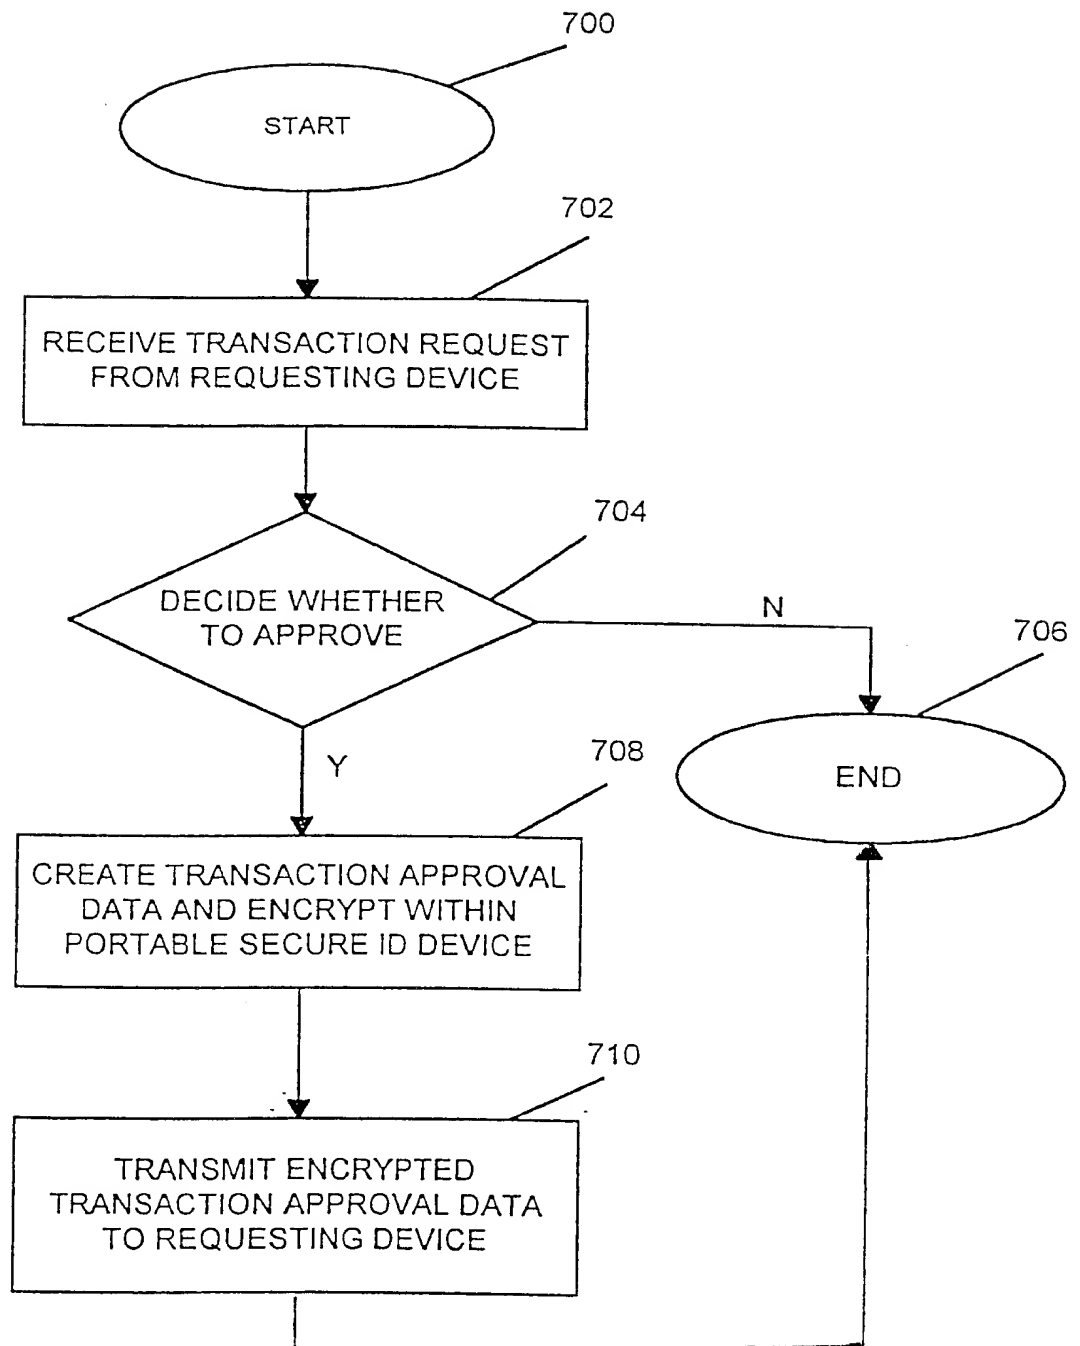 700
START
702
RECEIVE TRANSACTION REQUEST
FROM REQUESTING DEVICE
704
DECIDE WHETHER
TO APPROVE
N
706
END
Y
708
CREATE TRANSACTION APPROVAL
DATA AND ENCRYPT WITHIN
PORTABLE SECURE ID DEVICE
710
TRANSMIT ENCRYPTED
TRANSACTION APPROVAL DATA
TO REQUESTING DEVICE